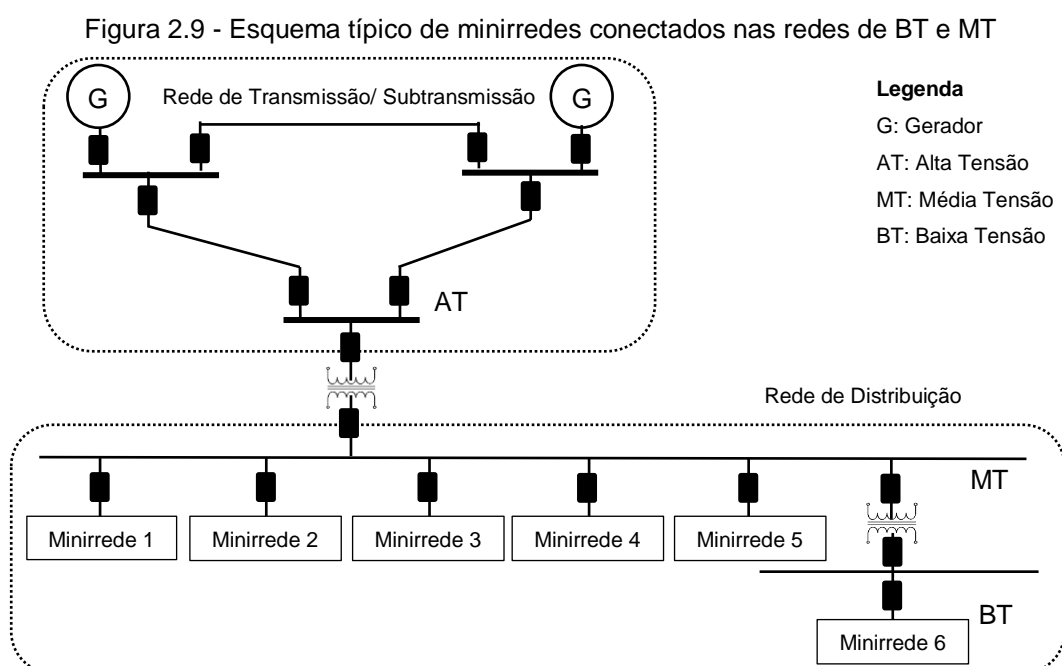 Figura 2.9 - Esquema típico de minirredes conectados nas redes de BT e MT
G
Rede de Transmissão/ Subtransmissão
G
Legenda
G: Gerador
AT: Alta Tensão
MT: Média Tensão
BT: Baixa Tensão
AT
Rede de Distribuição
MT
Minirrede 1
Minirrede 2
Minirrede 3
Minirrede 4
Minirrede 5
BT
Minirrede 6